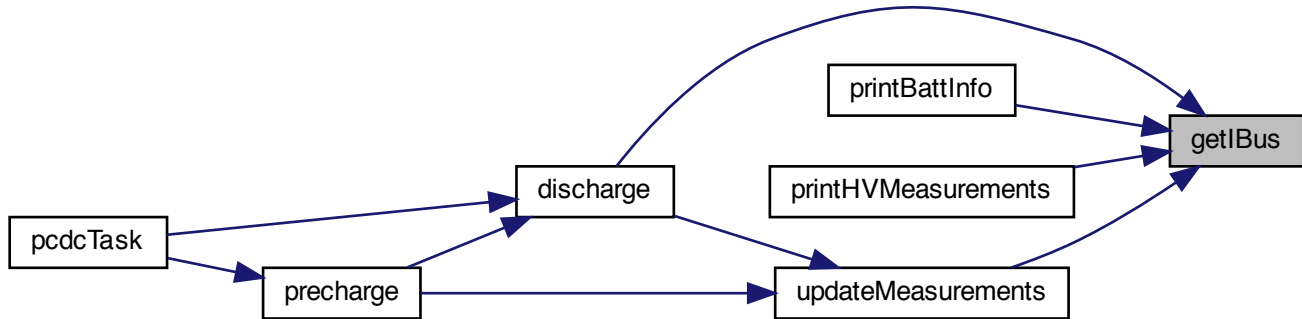 printBattInfo
getIBus
discharge
printHVMeasurements
pcdcTask
precharge
updateMeasurements